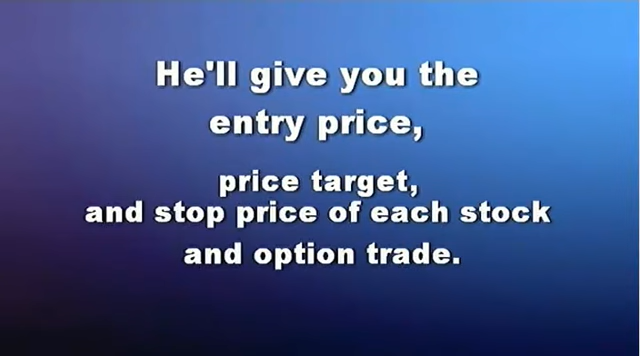 He'll give you the
entry price,
price target,
and stop price of each stock
and option trade.